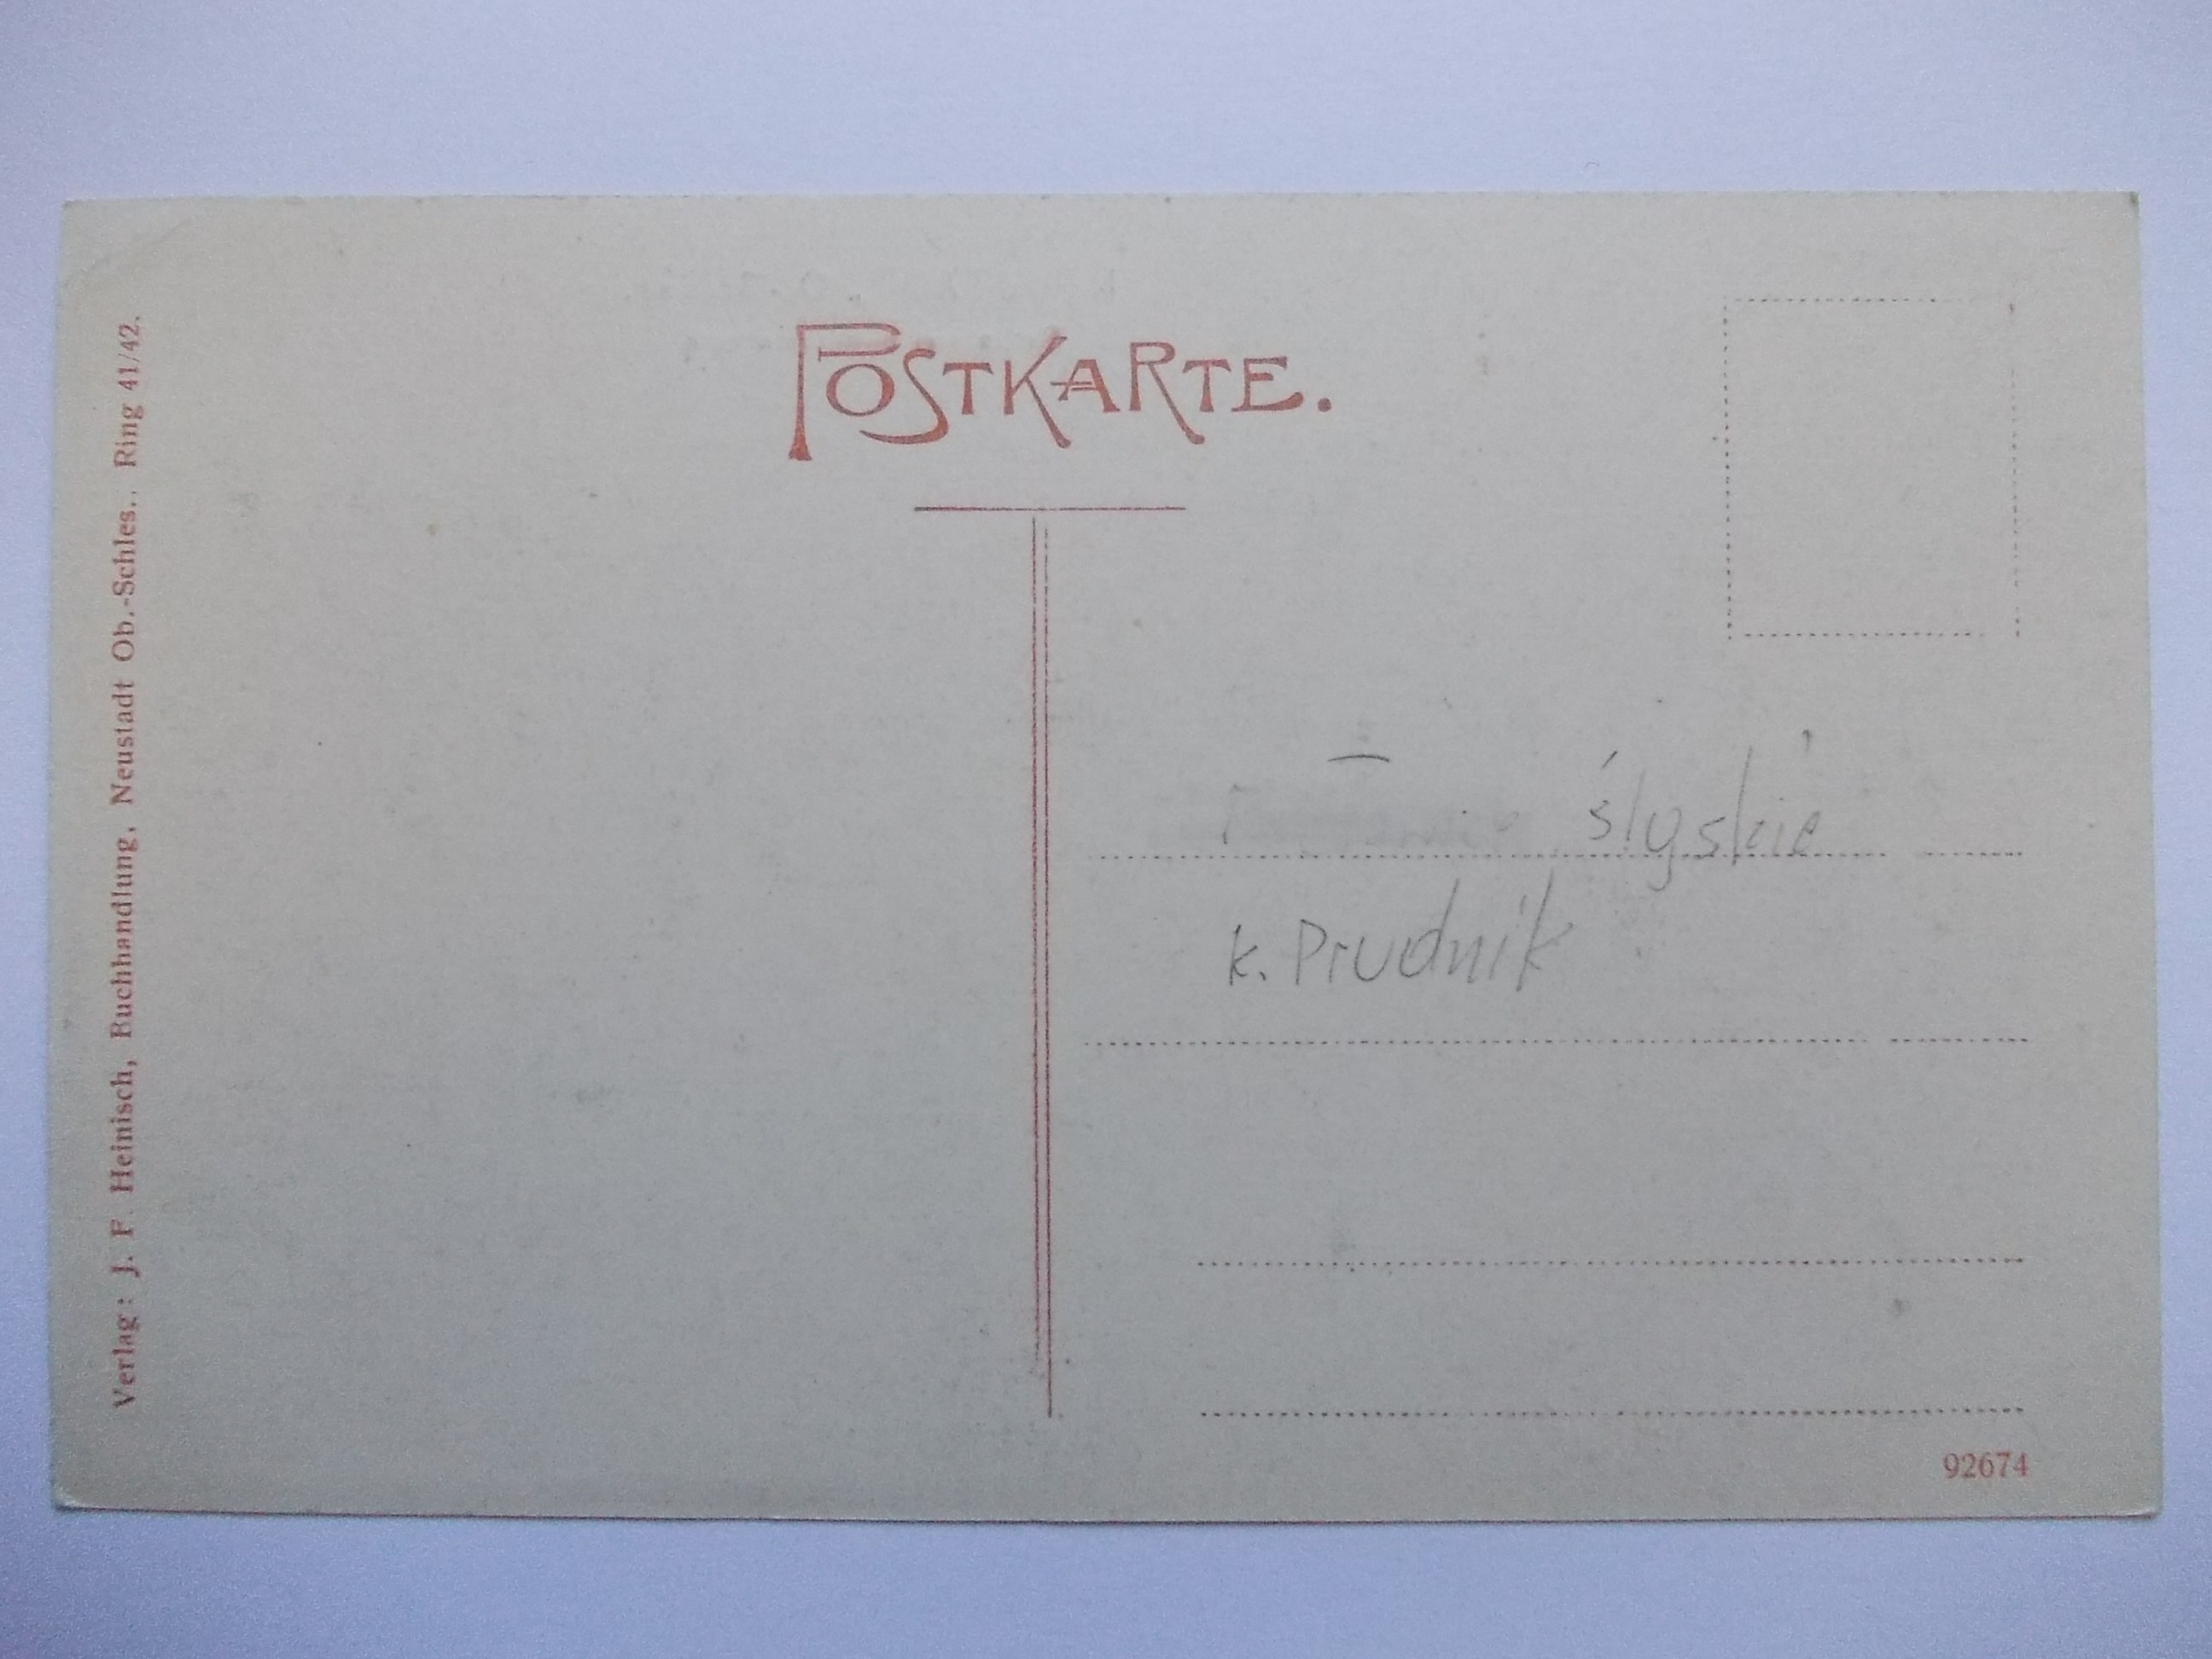 POSTKARTE.
Verlag: J. F. Heinisch, Buchhandlung, Neustadt Ob.-Schles., Ring 41/42.
śląskie
k. Prudnik
92674